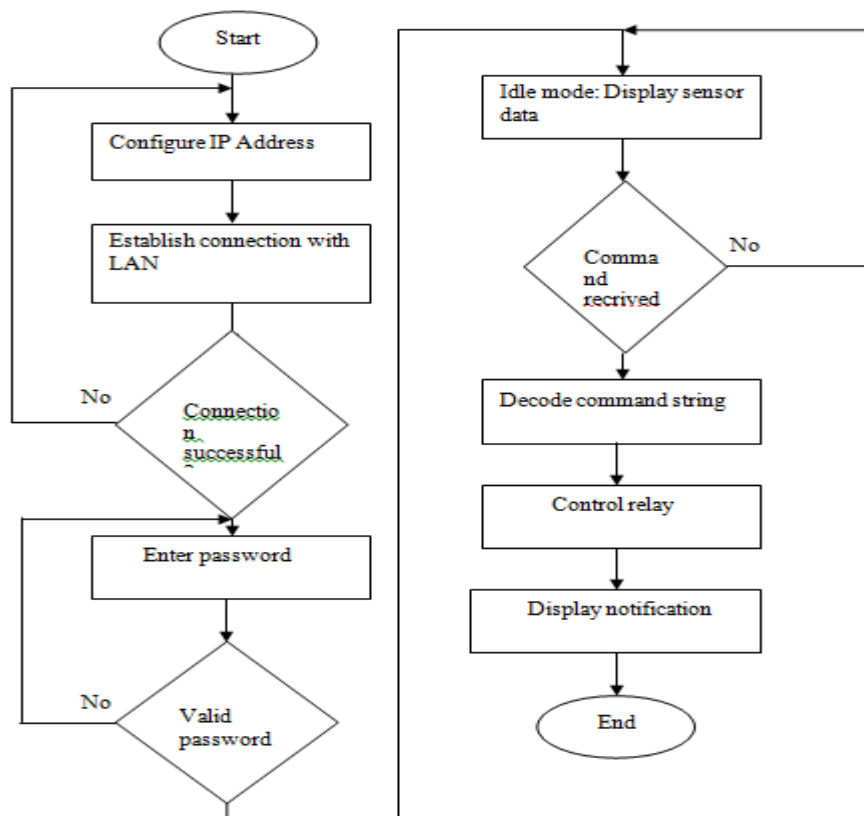 Start
Configure IP Address
Establish connection with
LAN
No
Connectio
n
successful
?
Enter password
No
Valid
password
Idle mode: Display sensor
data
No
Comma
nd
recrived
Decode command string
Control relay
Display notification
End